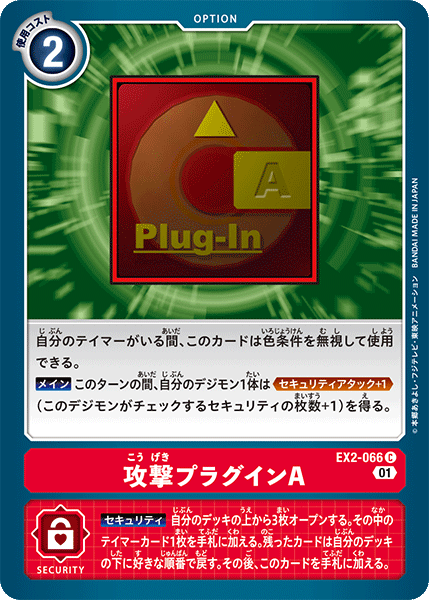 OPTION
使用コスト
2
A
Plug-In
自分のテイマーがいる間、このカードは色条件を無視して使用
できる。
メイン このターンの間、自分のデジモン1体は セキュリティアタック+1
(このデジモンがチェックするセキュリティの枚数+1)を得る。
©本郷あきよし・フジテレビ・東映アニメーション BANDAI MADE IN JAPAN
EX2-066 C
攻撃プラグインA
01
セキュリティ 自分のデッキの上から3枚オープンする。その中の
テイマーカード1枚を手札に加える。残ったカードは自分のデッキ
の下に好きな順番で戻す。その後、このカードを手札に加える。
SECURITY